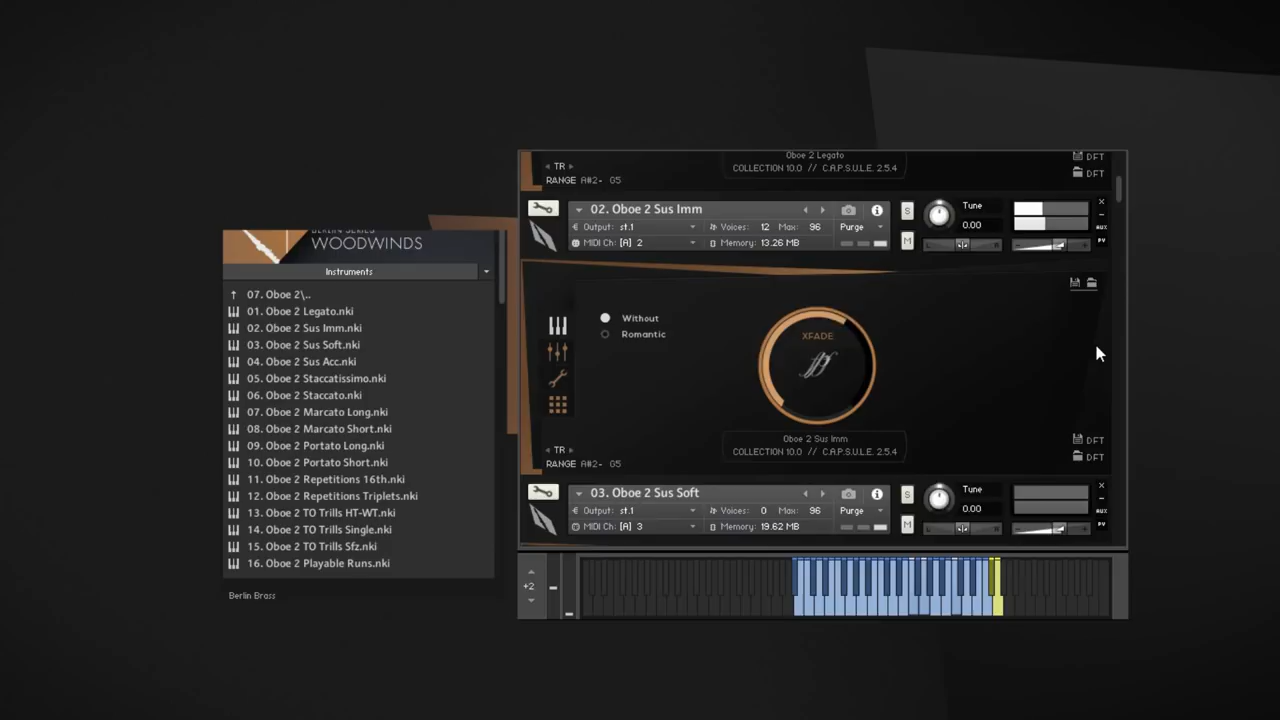 BERLIN SERIES
WOODWINDS
Instruments
07. Oboe 2\..
01. Oboe 2 Legato.nki
02. Oboe 2 Sus Imm.nki
03. Oboe 2 Sus Soft.nki
04. Oboe 2 Sus Acc.nki
05. Oboe 2 Staccatissimo.nki
06. Oboe 2 Staccato.nki
07. Oboe 2 Marcato Long.nki
08. Oboe 2 Marcato Short.nki
09. Oboe 2 Portato Long.nki
10. Oboe 2 Portato Short.nki
11. Oboe 2 Repetitions 16th.nki
12. Oboe 2 Repetitions Triplets.nki
13. Oboe 2 TO Trills HT-WT.nki
14. Oboe 2 TO Trills Single.nki
15. Oboe 2 TO Trills Sfz.nki
16. Oboe 2 Playable Runs.nki
Berlin Brass
Oboe 2 Legato
DFT
TR
COLLECTION 10.0 // C.A.P.S.U.L.E. 2.5.4
DFT
RANGE A#2- G5
02. Oboe 2 Sus Imm
S
Tune
Output: st.1
Voices: 12 Max: 96
Purge
0.00
AUX
MIDI Ch: [A] 2
Memory: 13.26 MB
M
L
R
PV
Without
Romantic
XFADE
ff
Oboe 2 Sus Imm
DFT
TR
COLLECTION 10.0 // C.A.P.S.U.L.E. 2.5.4
DFT
RANGE A#2- G5
03. Oboe 2 Sus Soft
S
Tune
Output: st.1
Voices: 0 Max: 96
Purge
0.00
AUX
MIDI Ch: [A] 3
Memory: 19.62 MB
M
L
R
PV
+2